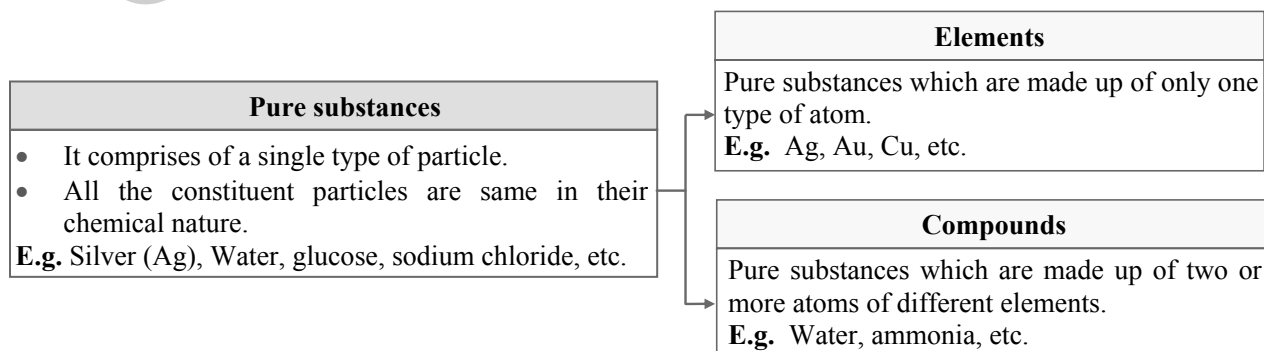 Pure substances
• It comprises of a single type of particle.
• All the constituent particles are same in their
chemical nature.
E.g. Silver (Ag), Water, glucose, sodium chloride, etc.
Elements
Pure substances which are made up of only one
type of atom.
E.g. Ag, Au, Cu, etc.
Compounds
Pure substances which are made up of two or
more atoms of different elements.
E.g. Water, ammonia, etc.